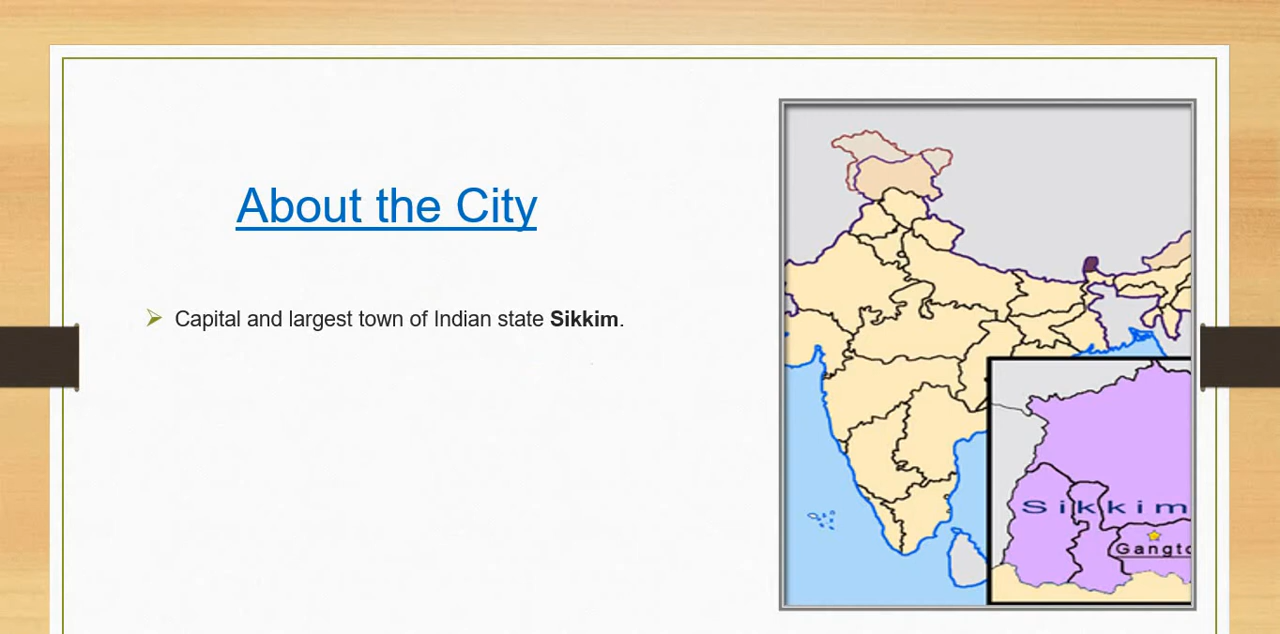 About the City
Capital and largest town of Indian state Sikkim.
Sikkim
Gangto